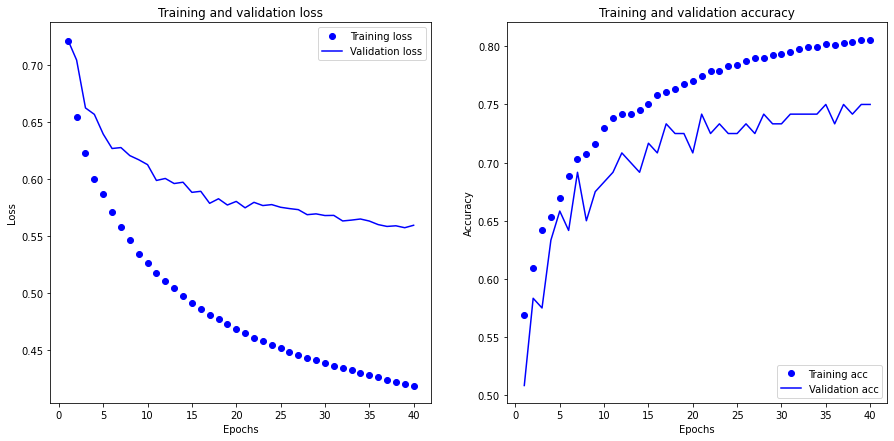 Training and validation loss
Training loss
Validation loss
0.70
0.65
0.60
0.55
0.50
0.45
Loss
0 5 10 15 20 25 30 35 40
Epochs
Training and validation accuracy
0.80
0.75
0.70
0.65
0.60
0.55
0.50
Accuracy
Training acc
Validation acc
0 5 10 15 20 25 30 35 40
Epochs